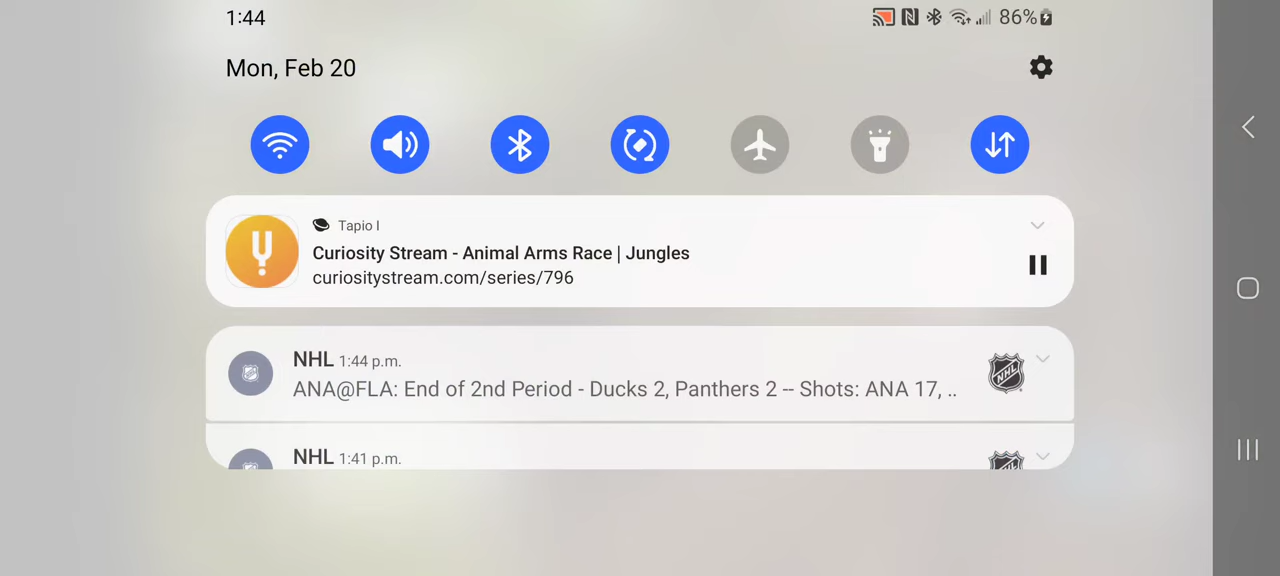 1:44
86%
Mon, Feb 20
Tapio I
Curiosity Stream - Animal Arms Race | Jungles
curiositystream.com/series/796
NHL 1:44 p.m.
ANA@FLA: End of 2nd Period - Ducks 2, Panthers 2 -- Shots: ANA 17, ..
NHL
NHL 1:41 p.m.